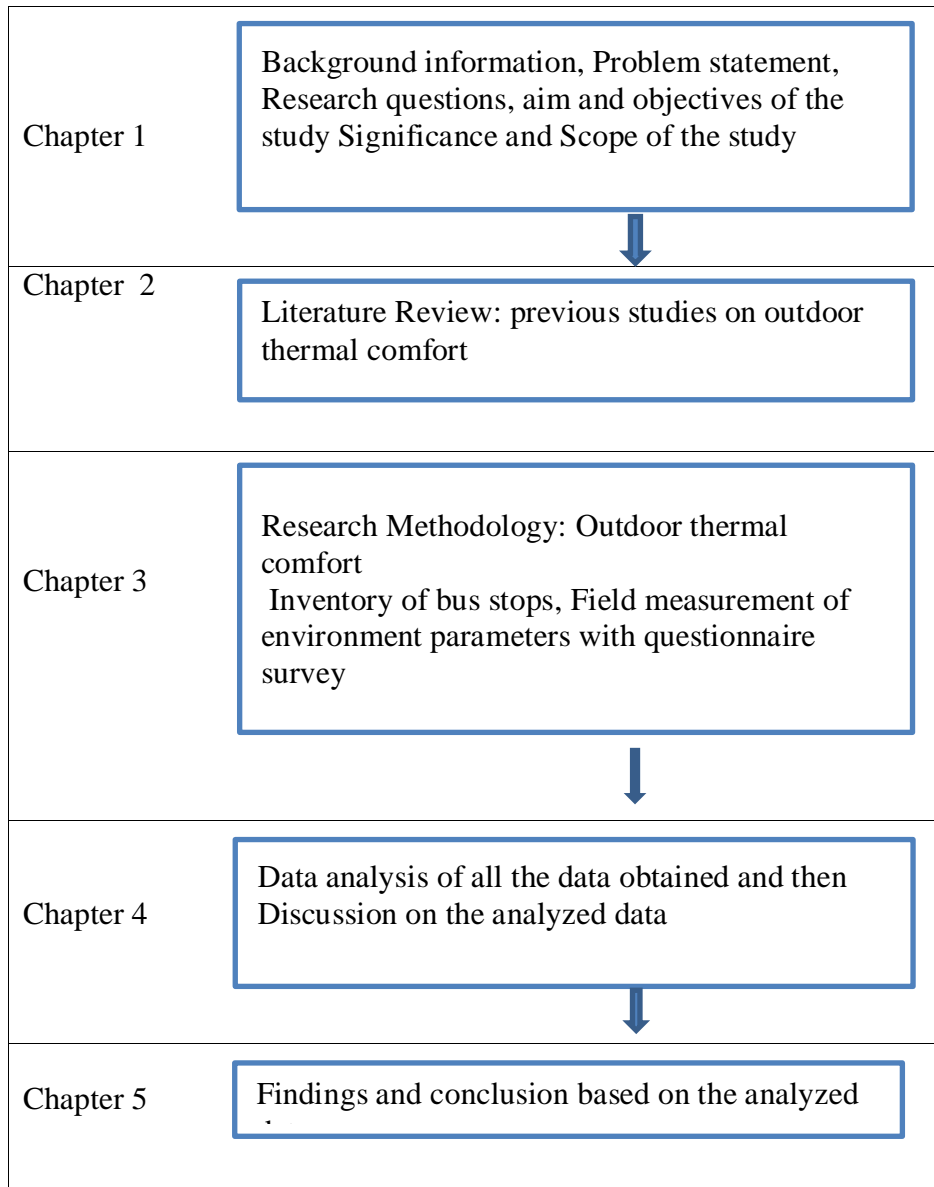 Chapter 1
Background information, Problem statement,
Research questions, aim and objectives of the
study Significance and Scope of the study
Chapter  2
Literature Review: previous studies on outdoor
thermal comfort
Chapter 3
Research Methodology: Outdoor thermal
comfort
Inventory of bus stops, Field measurement of
environment parameters with questionnaire
survey
Chapter 4
Data analysis of all the data obtained and then
Discussion on the analyzed data
Chapter 5
Findings and conclusion based on the analyzed